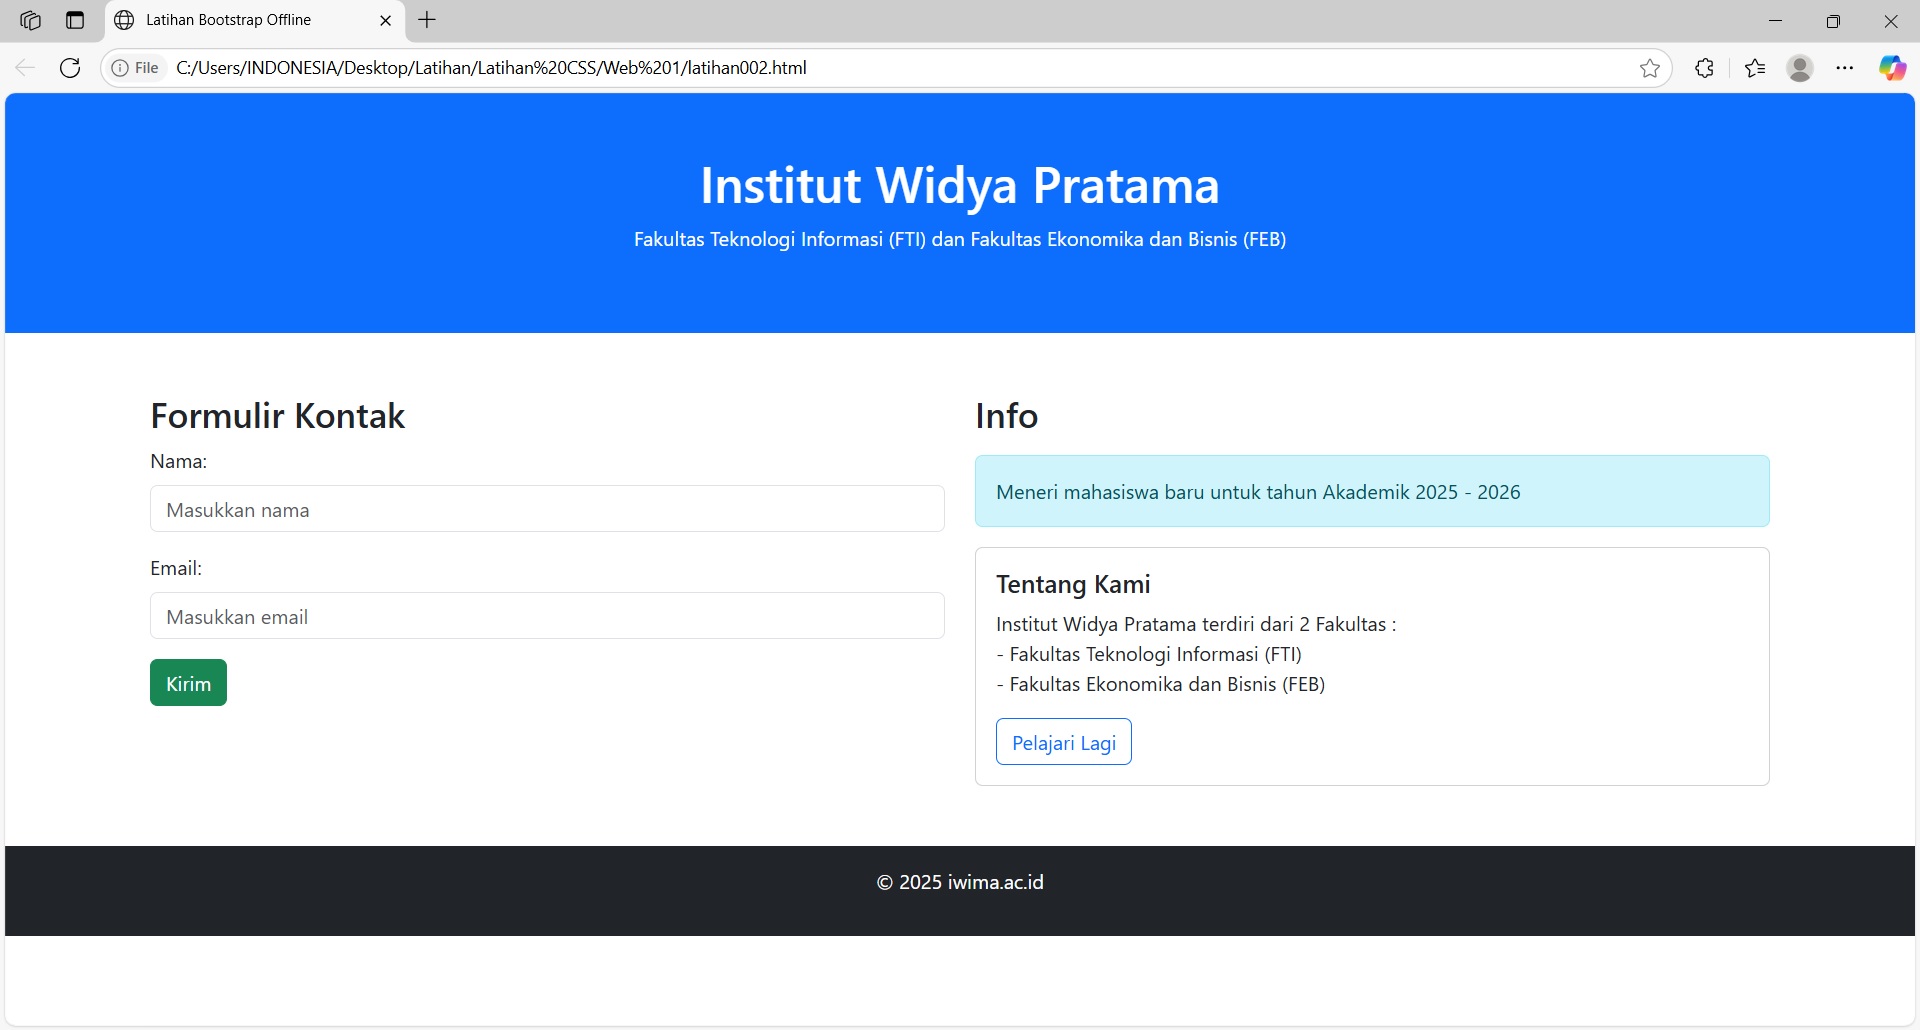 Latihan Bootstrap Offline
File
C:/Users/INDONESIA/Desktop/Latihan/Latihan%20CSS/Web%201/latihan002.html
Institut Widya Pratama
Fakultas Teknologi Informasi (FTI) dan Fakultas Ekonomika dan Bisnis (FEB)
Formulir Kontak
Nama:
Masukkan nama
Email:
Masukkan email
Kirim
Info
Meneri mahasiswa baru untuk tahun Akademik 2025 - 2026
Tentang Kami
Institut Widya Pratama terdiri dari 2 Fakultas :
- Fakultas Teknologi Informasi (FTI)
- Fakultas Ekonomika dan Bisnis (FEB)
Pelajari Lagi
© 2025 iwima.ac.id